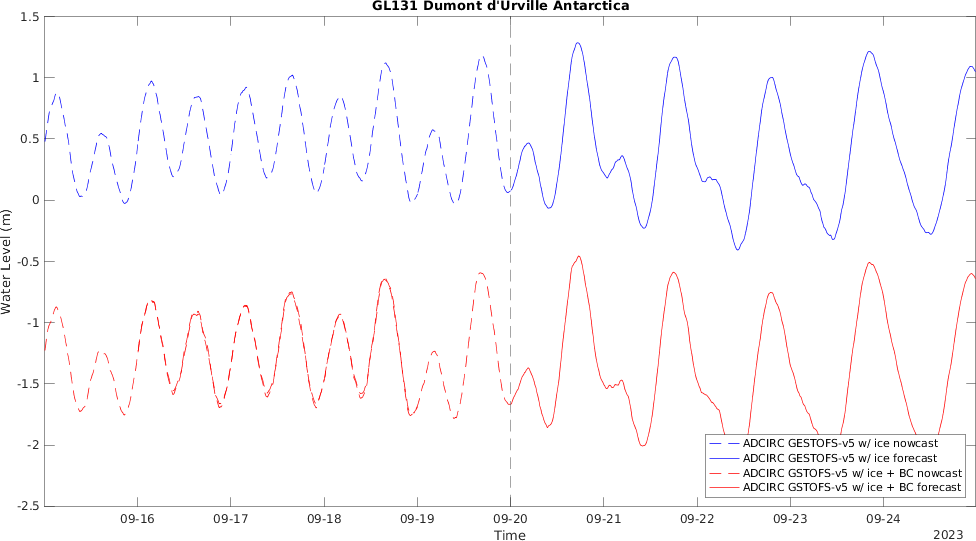 GL131 Dumont d'Urville Antarctica
1.5
1
0.5
0
-0.5
-1
-1.5
-2
-2.5
Water Level (m)
ADCIRC GESTOFS-v5 w/ ice nowcast
ADCIRC GESTOFS-v5 w/ ice forecast
ADCIRC GSTOFS-v5 w/ ice + BC nowcast
ADCIRC GSTOFS-v5 w/ ice + BC forecast
09-16 09-17 09-18 09-19 09-20 09-21 09-22 09-23 09-24
Time
2023